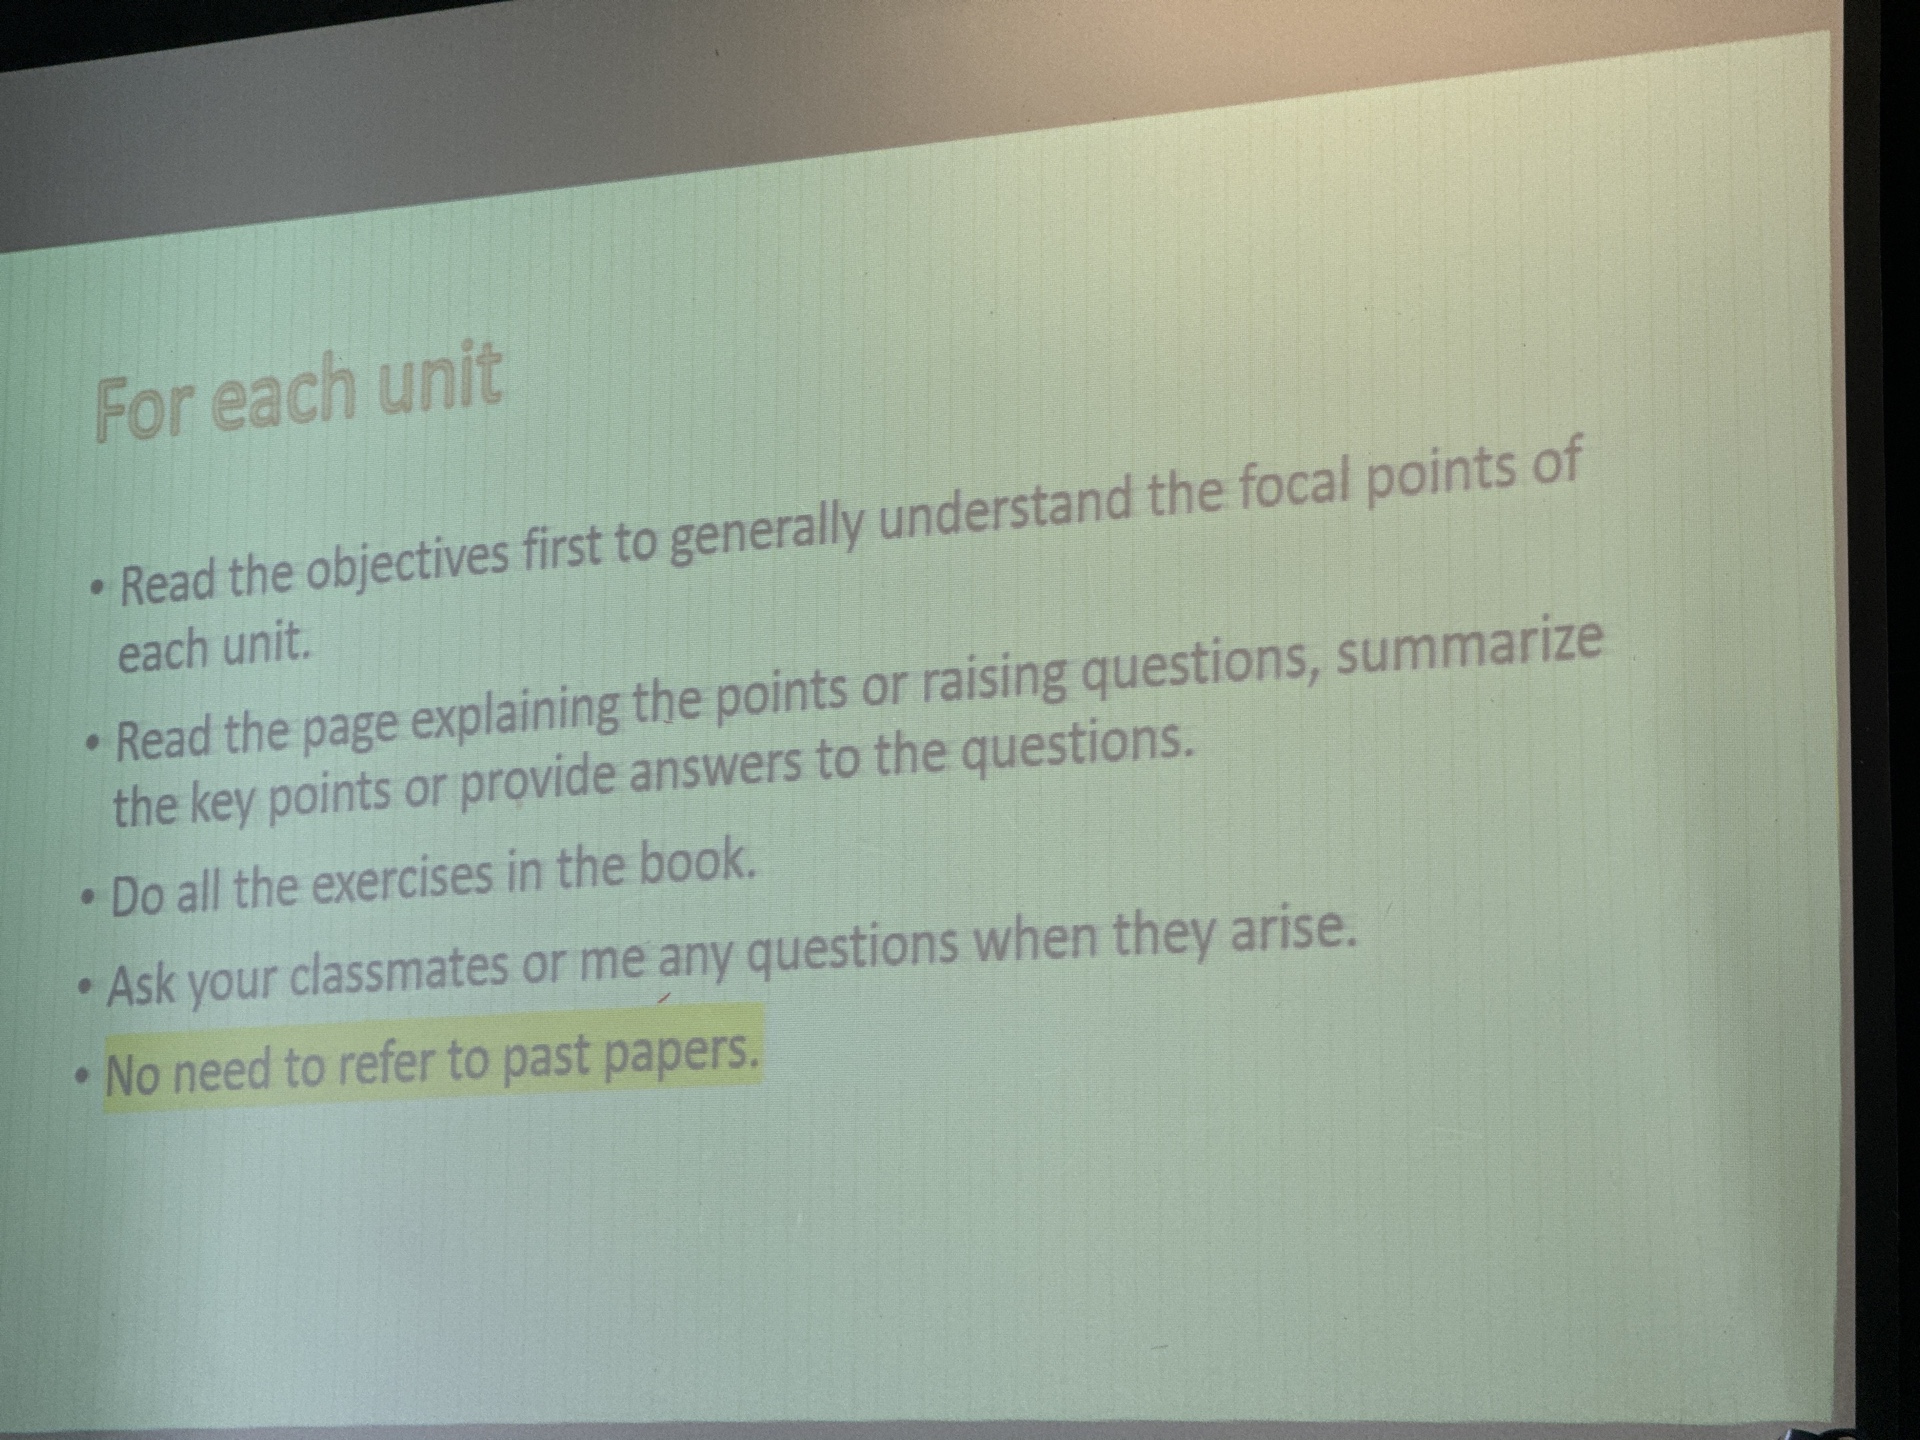 For each unit
• Read the objectives first to generally understand the focal points of
each unit.
• Read the page explaining the points or raising questions, summarize
the key points or provide answers to the questions.
• Do all the exercises in the book.
• Ask your classmates or me any questions when they arise.
• No need to refer to past papers.